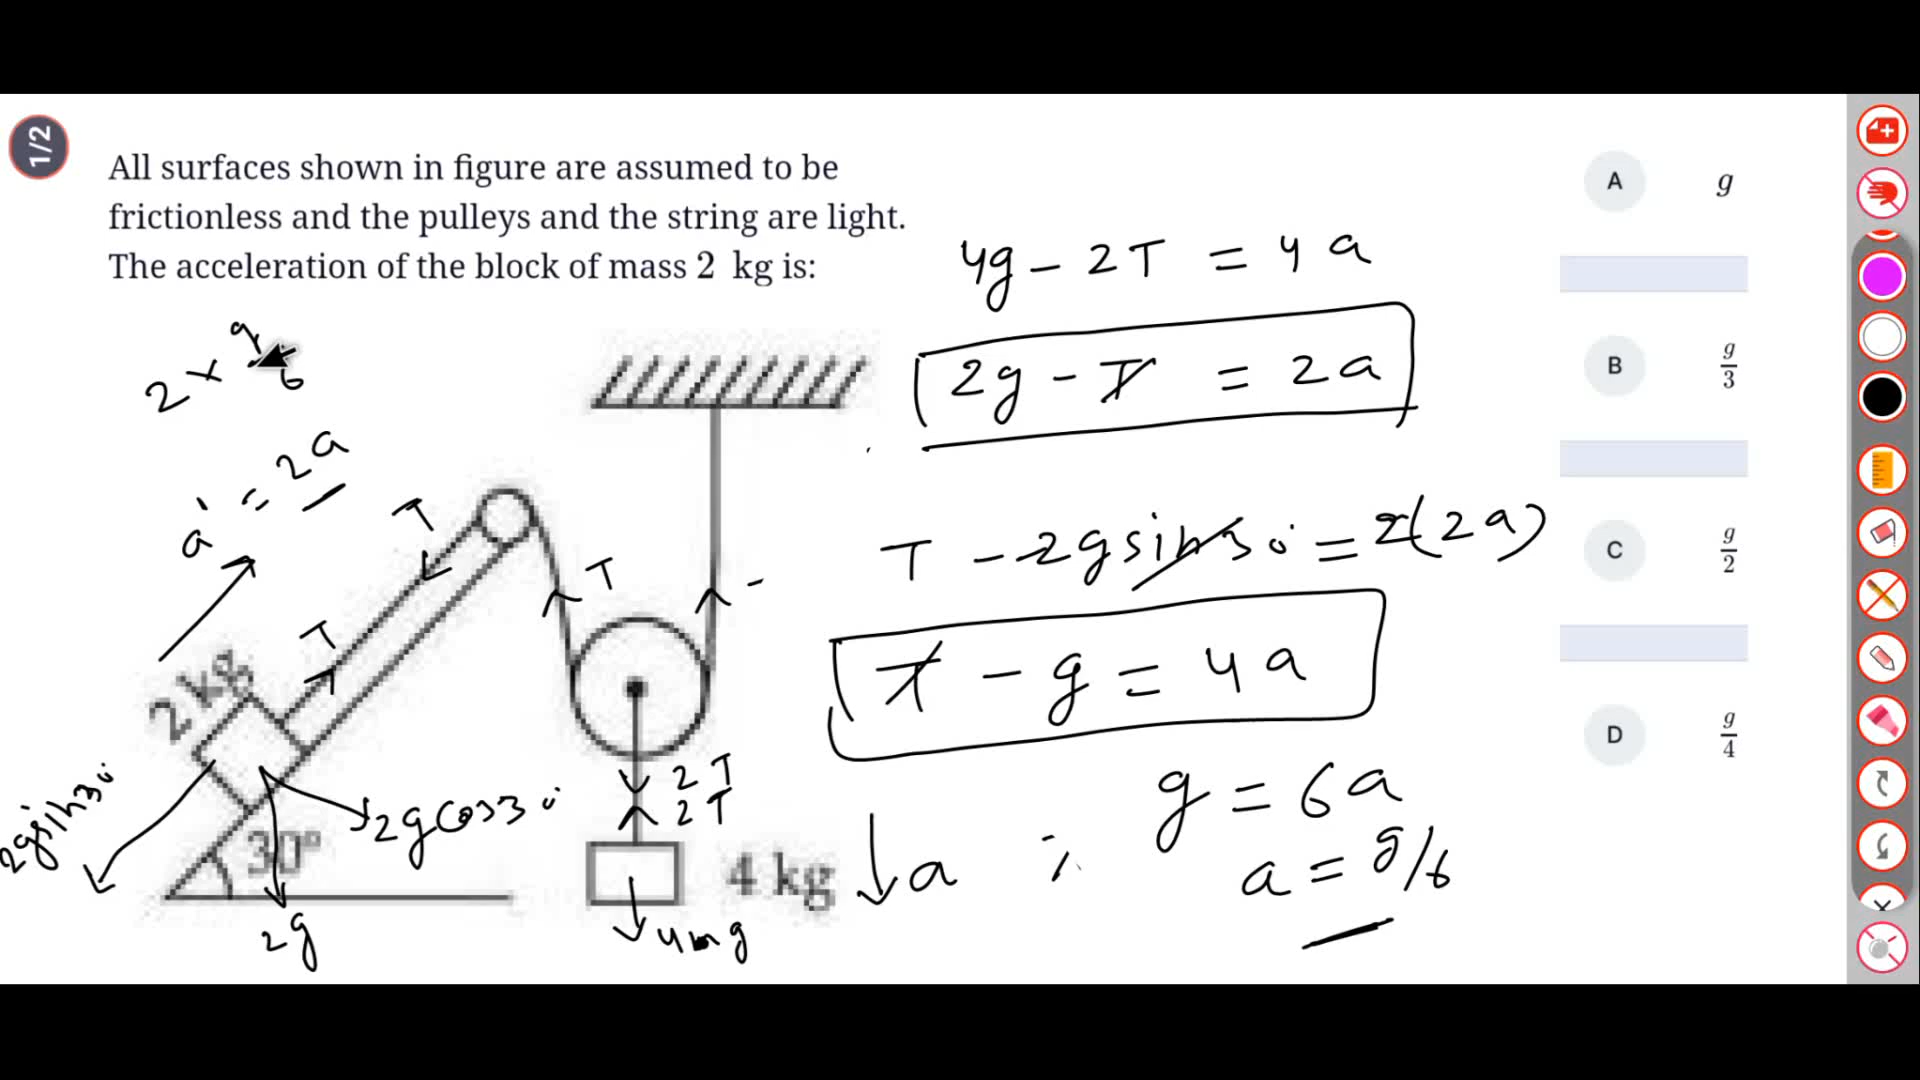 1/2
All surfaces shown in figure are assumed to be
frictionless and the pulleys and the string are light.
The acceleration of the block of mass 2 kg is:
2 × g/6
a' = 2a
T
T
T
2 kg
2g sin30
2g cos30
30°
2g
2T
2T
4 kg
a
4mg
4g - 2T = 4a
2g - T = 2a
T - 2g sin30 = 2(2a)
T - g = 4a
g = 6a
a = g/6
A g
B g/3
C g/2
D g/4